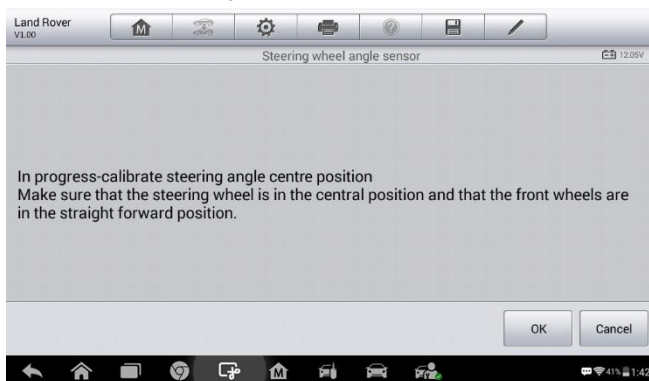 Land Rover
V1.00
M
?
Steering wheel angle sensor
12.05V
In progress-calibrate steering angle centre position
Make sure that the steering wheel is in the central position and that the front wheels are
in the straight forward position.
OK
Cancel
M
41%
1:42